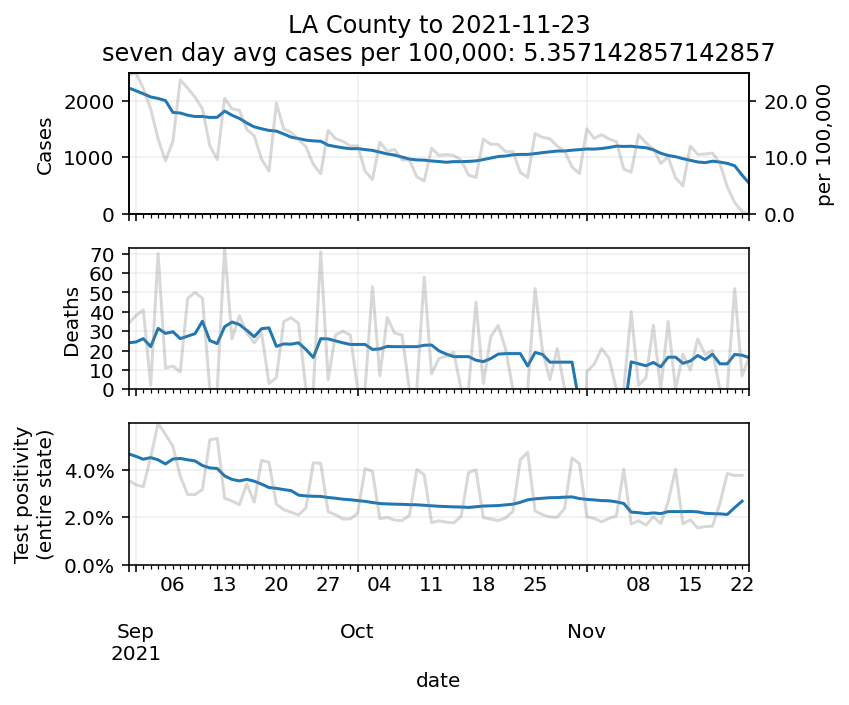 LA County to 2021-11-23
seven day avg cases per 100,000: 5.357142857142857
Cases
2000
1000
0
20.0
10.0
0.0
per 100,000
Deaths
70
60
50
40
30
20
10
0
Test positivity
(entire state)
4.0%
2.0%
0.0%
06 13 20 27 04 11 18 25 08 15 22
Sep Oct Nov
2021
date